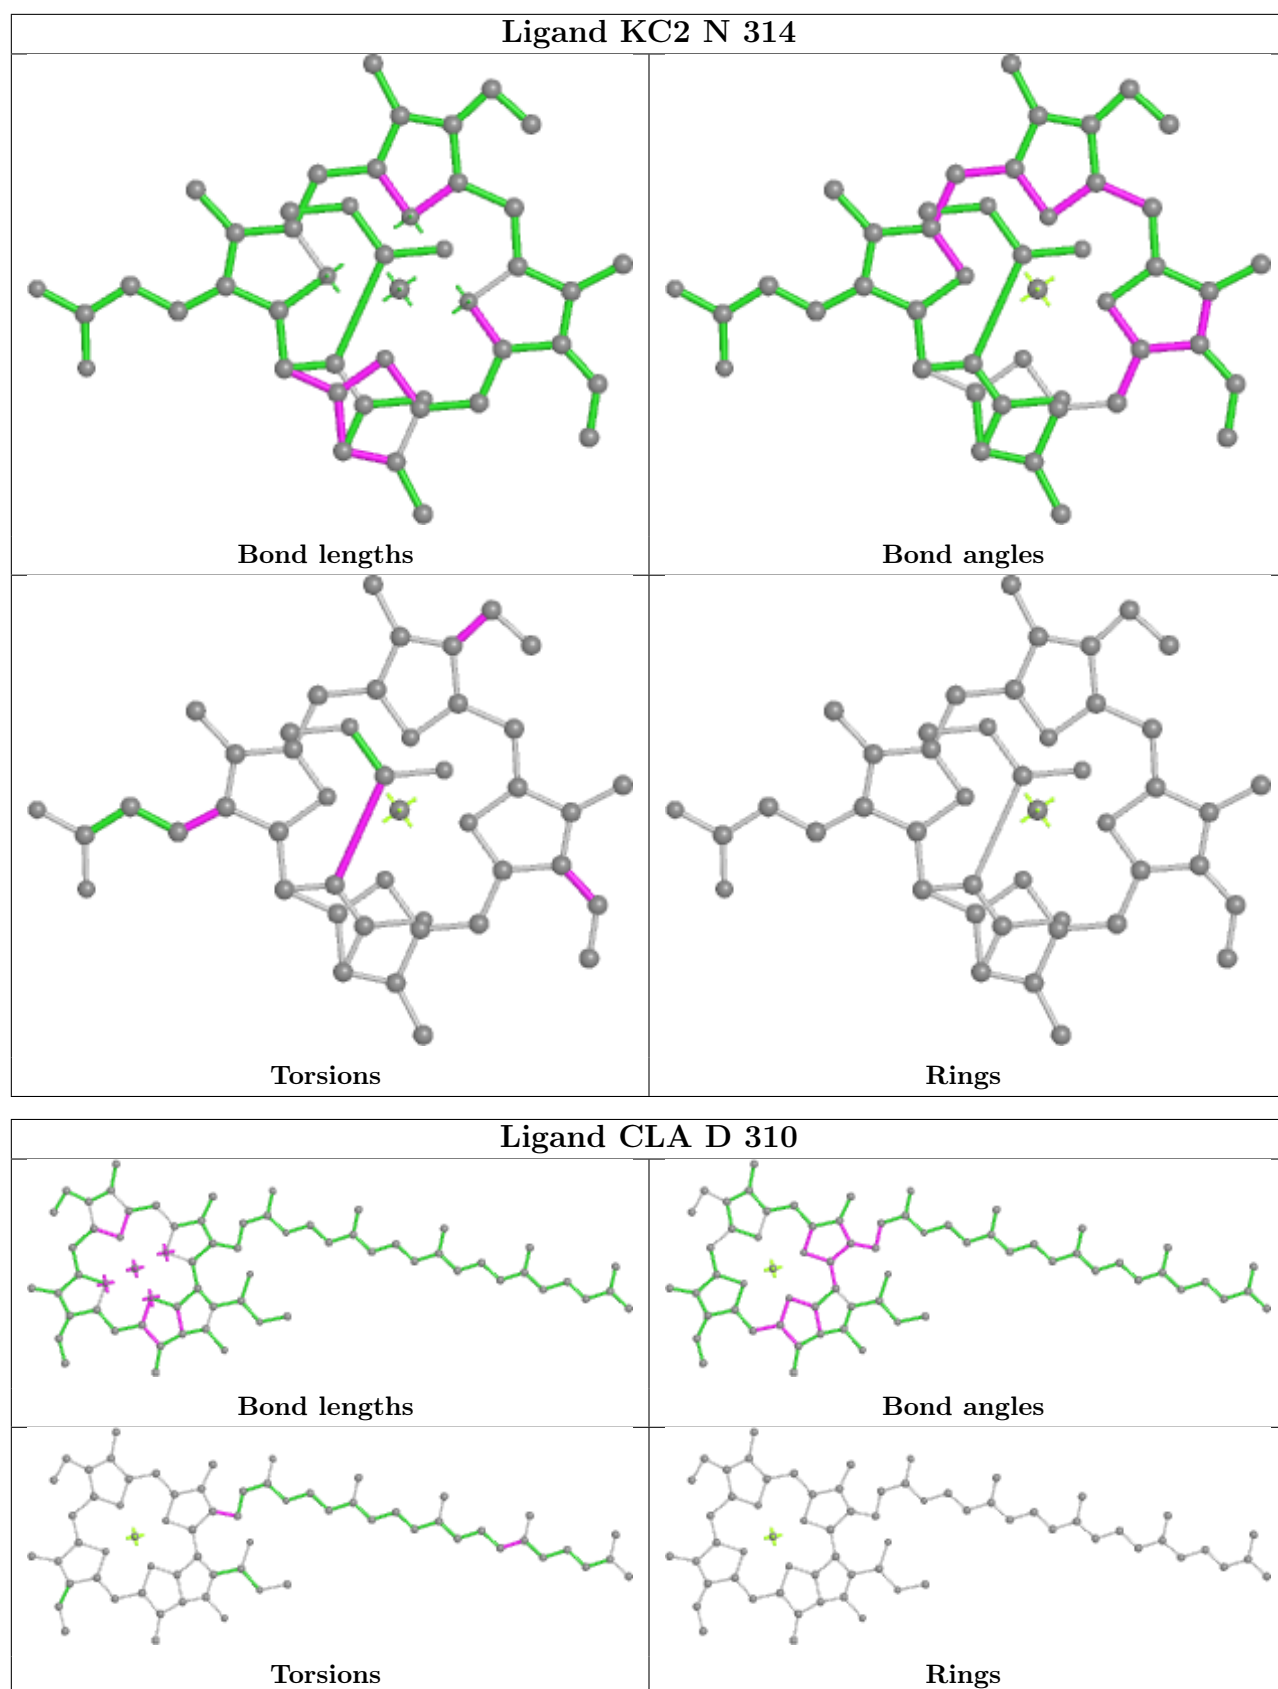 Ligand KC2 N 314
Bond lengths
Bond angles
Torsions
Rings
Ligand CLA D 310
Bond lengths
Bond angles
Torsions
Rings